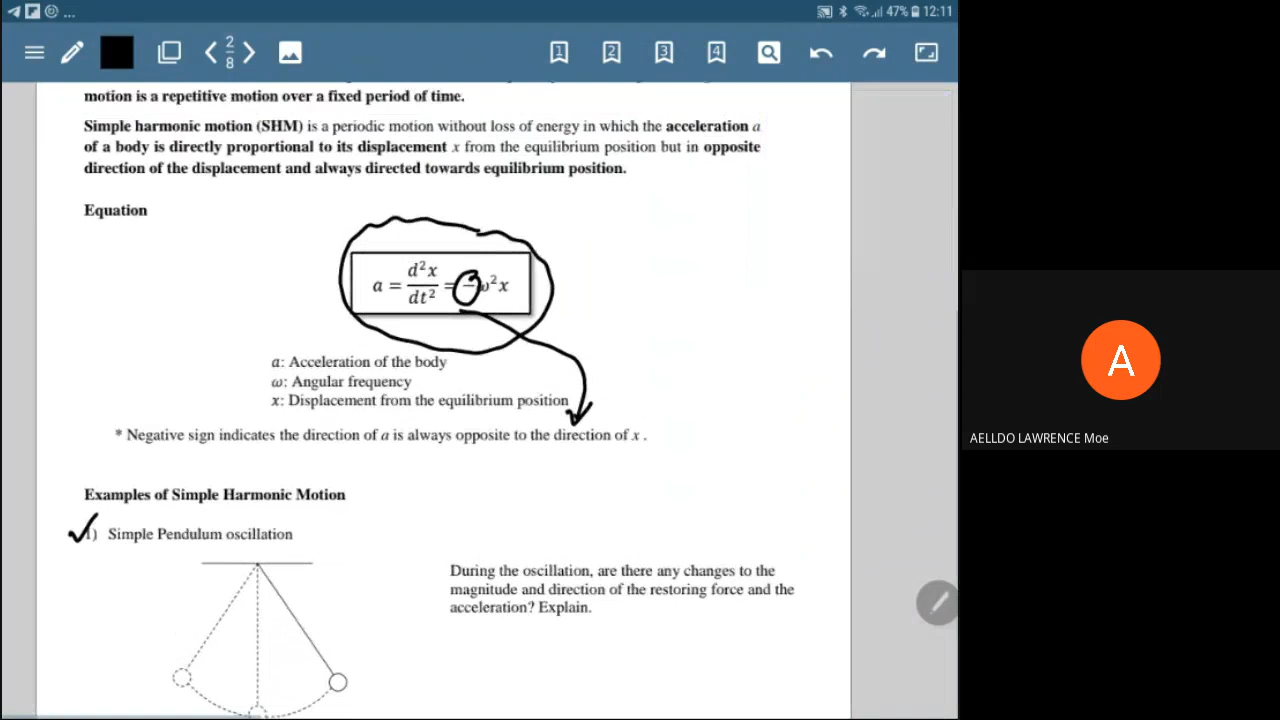 47% 12:11
2
8
1 2 3 4
motion is a repetitive motion over a fixed period of time.
Simple harmonic motion (SHM) is a periodic motion without loss of energy in which the acceleration a
of a body is directly proportional to its displacement x from the equilibrium position but in opposite
direction of the displacement and always directed towards equilibrium position.
Equation
a = d²x/dt² = −ω²x
a: Acceleration of the body
ω: Angular frequency
x: Displacement from the equilibrium position
* Negative sign indicates the direction of a is always opposite to the direction of x .
Examples of Simple Harmonic Motion
1) Simple Pendulum oscillation
During the oscillation, are there any changes to the
magnitude and direction of the restoring force and the
acceleration? Explain.
A
AELLDO LAWRENCE Moe